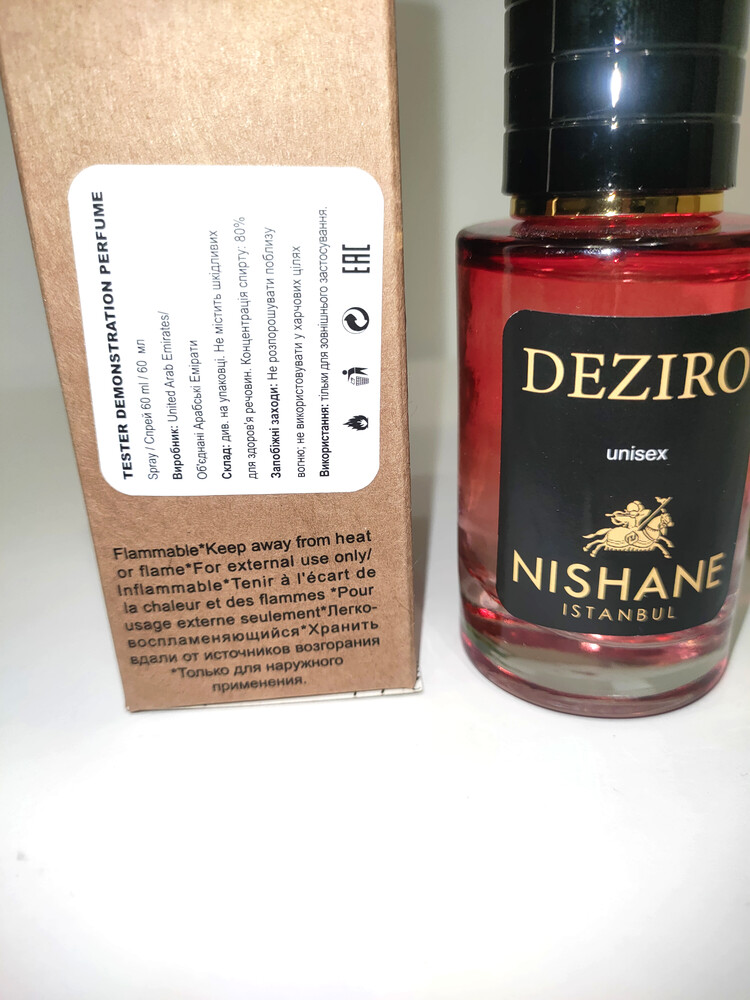 TESTER DEMONSTRATION PERFUME
Spray / Спрей 60 ml / 60 мл
Виробник: United Arab Emirates/
Об'єднані Арабські Емірати
Склад: див. на упаковці. Не містить шкідливих
для здоров'я речовин. Концентрація спирту: 80%
Запобіжні заходи: Не розпорошувати поблизу
вогню; не використовувати у харчових цілях
Використання: тільки для зовнішнього застосування.
EAC
Flammable*Keep away from heat
or flame*For external use only/
Inflammable*Tenir à l'écart de
la chaleur et des flammes *Pour
usage externe seulement*Легко-
воспламеняющийся*Хранить
вдали от источников возгорания
*Только для наружного
применения.
DEZIRO
unisex
NISHANE
ISTANBUL